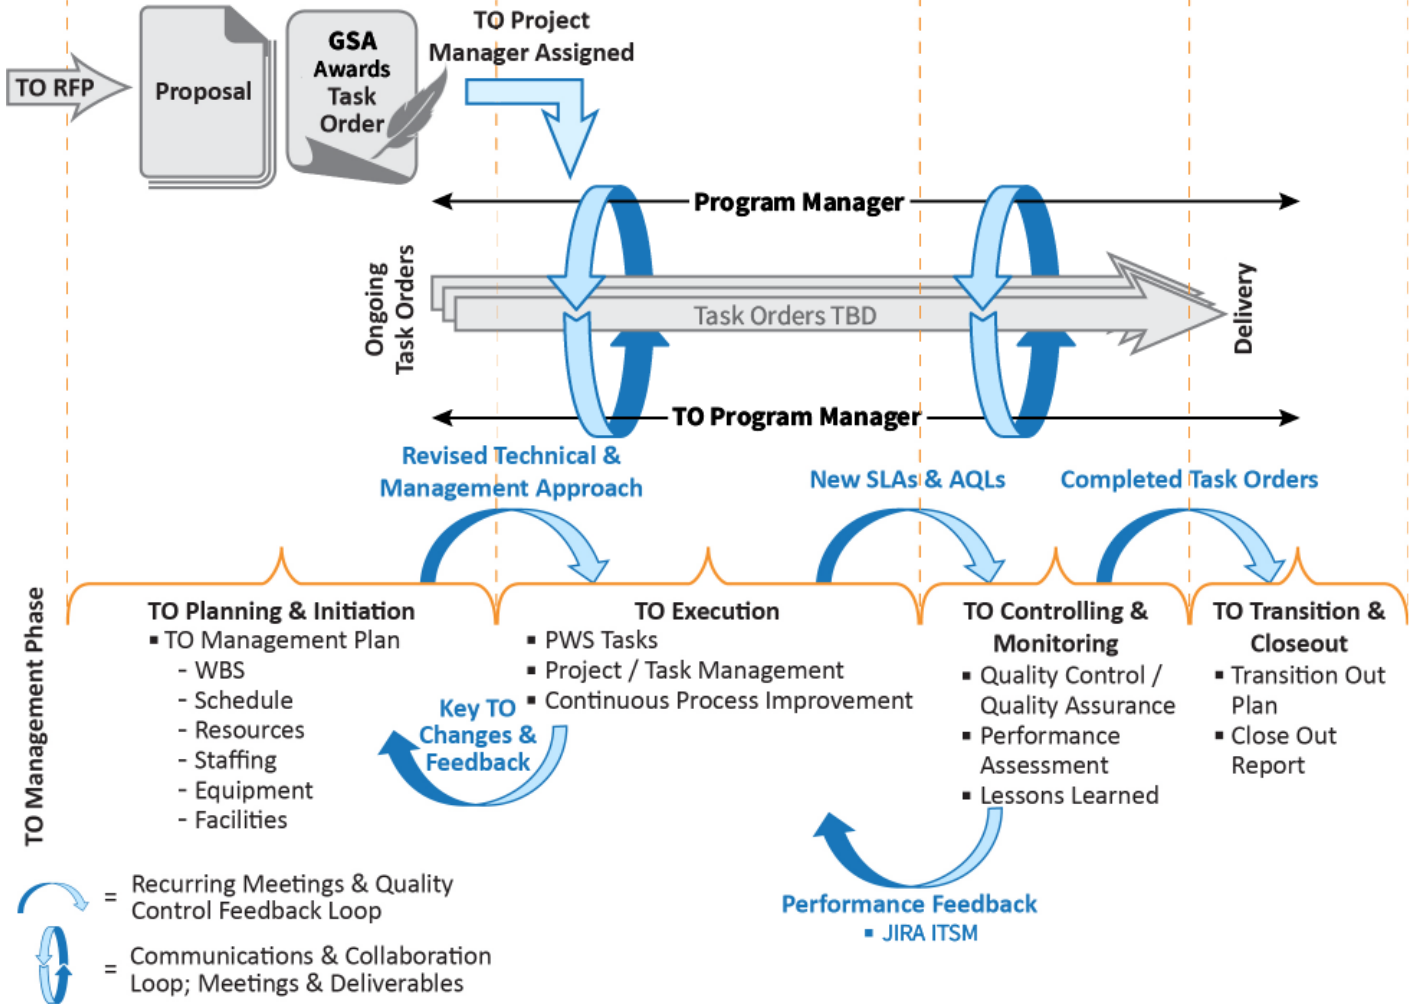 TO RFP
Proposal
GSA
Awards
Task
Order
TO Project
Manager Assigned
Program Manager
Ongoing
Task Orders
Task Orders TBD
Delivery
TO Program Manager
Revised Technical &
Management Approach
New SLAs & AQLs
Completed Task Orders
TO Management Phase
TO Planning & Initiation
▪ TO Management Plan
- WBS
- Schedule
- Resources
- Staffing
- Equipment
- Facilities
TO Execution
▪ PWS Tasks
▪ Project / Task Management
▪ Continuous Process Improvement
Key TO
Changes &
Feedback
TO Controlling &
Monitoring
▪ Quality Control /
Quality Assurance
▪ Performance
Assessment
▪ Lessons Learned
TO Transition &
Closeout
▪ Transition Out
Plan
▪ Close Out
Report
Performance Feedback
▪ JIRA ITSM
= Recurring Meetings & Quality
Control Feedback Loop
= Communications & Collaboration
Loop; Meetings & Deliverables